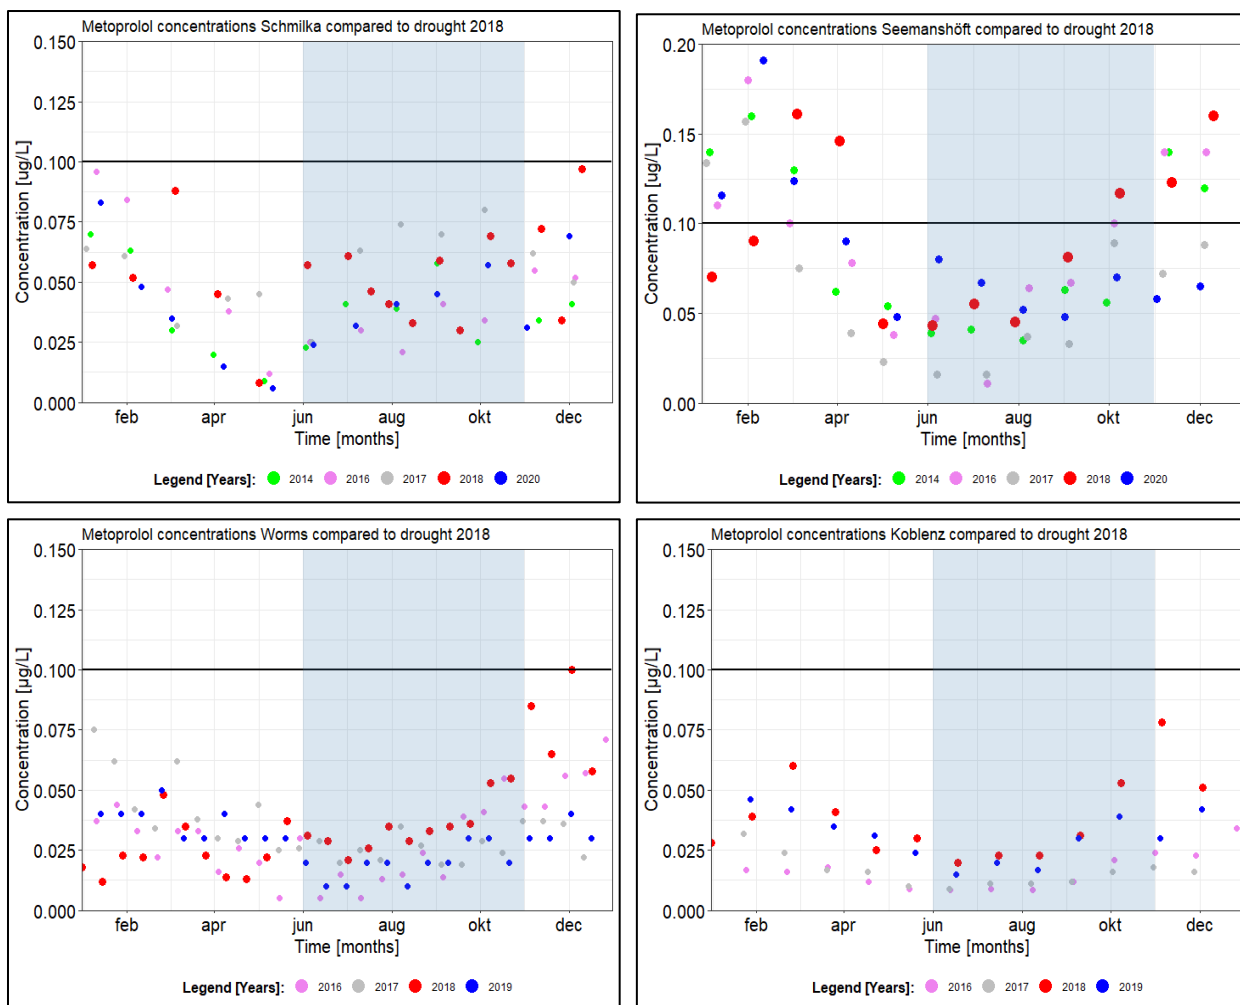 Metoprolol concentrations Schmilka compared to drought 2018
0.150
0.125
0.100
0.075
0.050
0.025
0.000
Concentration [ug/L]
feb apr jun aug okt dec
Time [months]
Legend [Years]: 2014 2016 2017 2018 2020
Metoprolol concentrations Seemanshöft compared to drought 2018
0.20
0.15
0.10
0.05
0.00
Concentration [ug/L]
feb apr jun aug okt dec
Time [months]
Legend [Years]: 2014 2016 2017 2018 2020
Metoprolol concentrations Worms compared to drought 2018
0.150
0.125
0.100
0.075
0.050
0.025
0.000
Concentration [µg/L]
feb apr jun aug okt dec
Time [months]
Legend [Years]: 2016 2017 2018 2019
Metoprolol concentrations Koblenz compared to drought 2018
0.150
0.125
0.100
0.075
0.050
0.025
0.000
Concentration [µg/L]
feb apr jun aug okt dec
Time [months]
Legend [Years]: 2016 2017 2018 2019